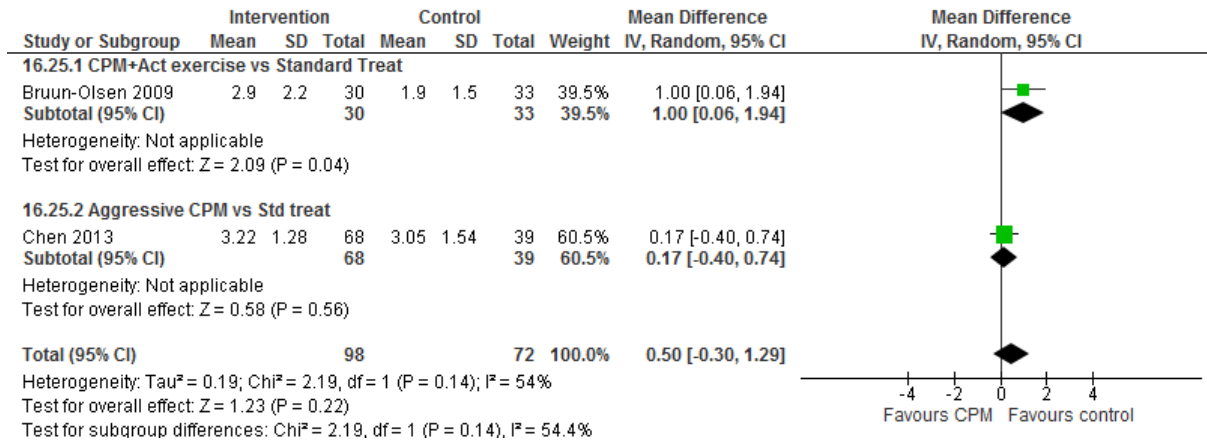 Intervention Control Mean Difference Mean Difference
Study or Subgroup Mean SD Total Mean SD Total Weight IV, Random, 95% CI IV, Random, 95% CI
16.25.1 CPM+Act exercise vs Standard Treat
Bruun-Olsen 2009 2.9 2.2 30 1.9 1.5 33 39.5% 1.00 [0.06, 1.94]
Subtotal (95% CI) 30 33 39.5% 1.00 [0.06, 1.94]
Heterogeneity: Not applicable
Test for overall effect: Z = 2.09 (P = 0.04)
16.25.2 Aggressive CPM vs Std treat
Chen 2013 3.22 1.28 68 3.05 1.54 39 60.5% 0.17 [-0.40, 0.74]
Subtotal (95% CI) 68 39 60.5% 0.17 [-0.40, 0.74]
Heterogeneity: Not applicable
Test for overall effect: Z = 0.58 (P = 0.56)
Total (95% CI) 98 72 100.0% 0.50 [-0.30, 1.29]
Heterogeneity: Tau² = 0.19; Chi² = 2.19, df = 1 (P = 0.14); I² = 54%
Test for overall effect: Z = 1.23 (P = 0.22)
Test for subgroup differences: Chi² = 2.19, df = 1 (P = 0.14), I² = 54.4%
-4 -2 0 2 4
Favours CPM Favours control